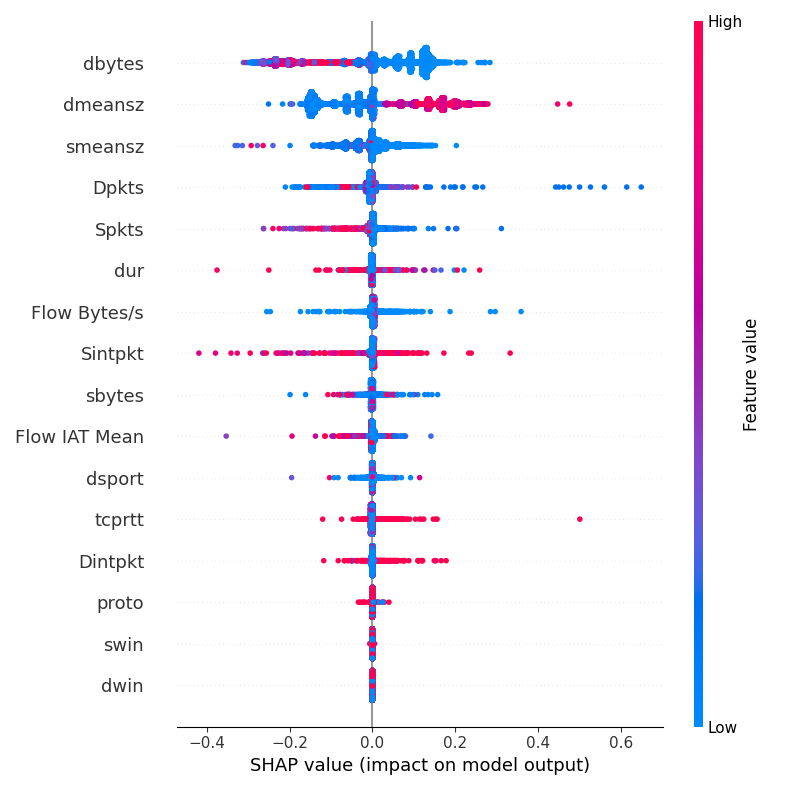 High
dbytes
dmeansz
smeansz
Dpkts
Spkts
dur
Flow Bytes/s
Sintpkt
sbytes
Flow IAT Mean
dsport
tcprtt
Dintpkt
proto
swin
dwin
Feature value
Low
−0.4 −0.2 0.0 0.2 0.4 0.6
SHAP value (impact on model output)